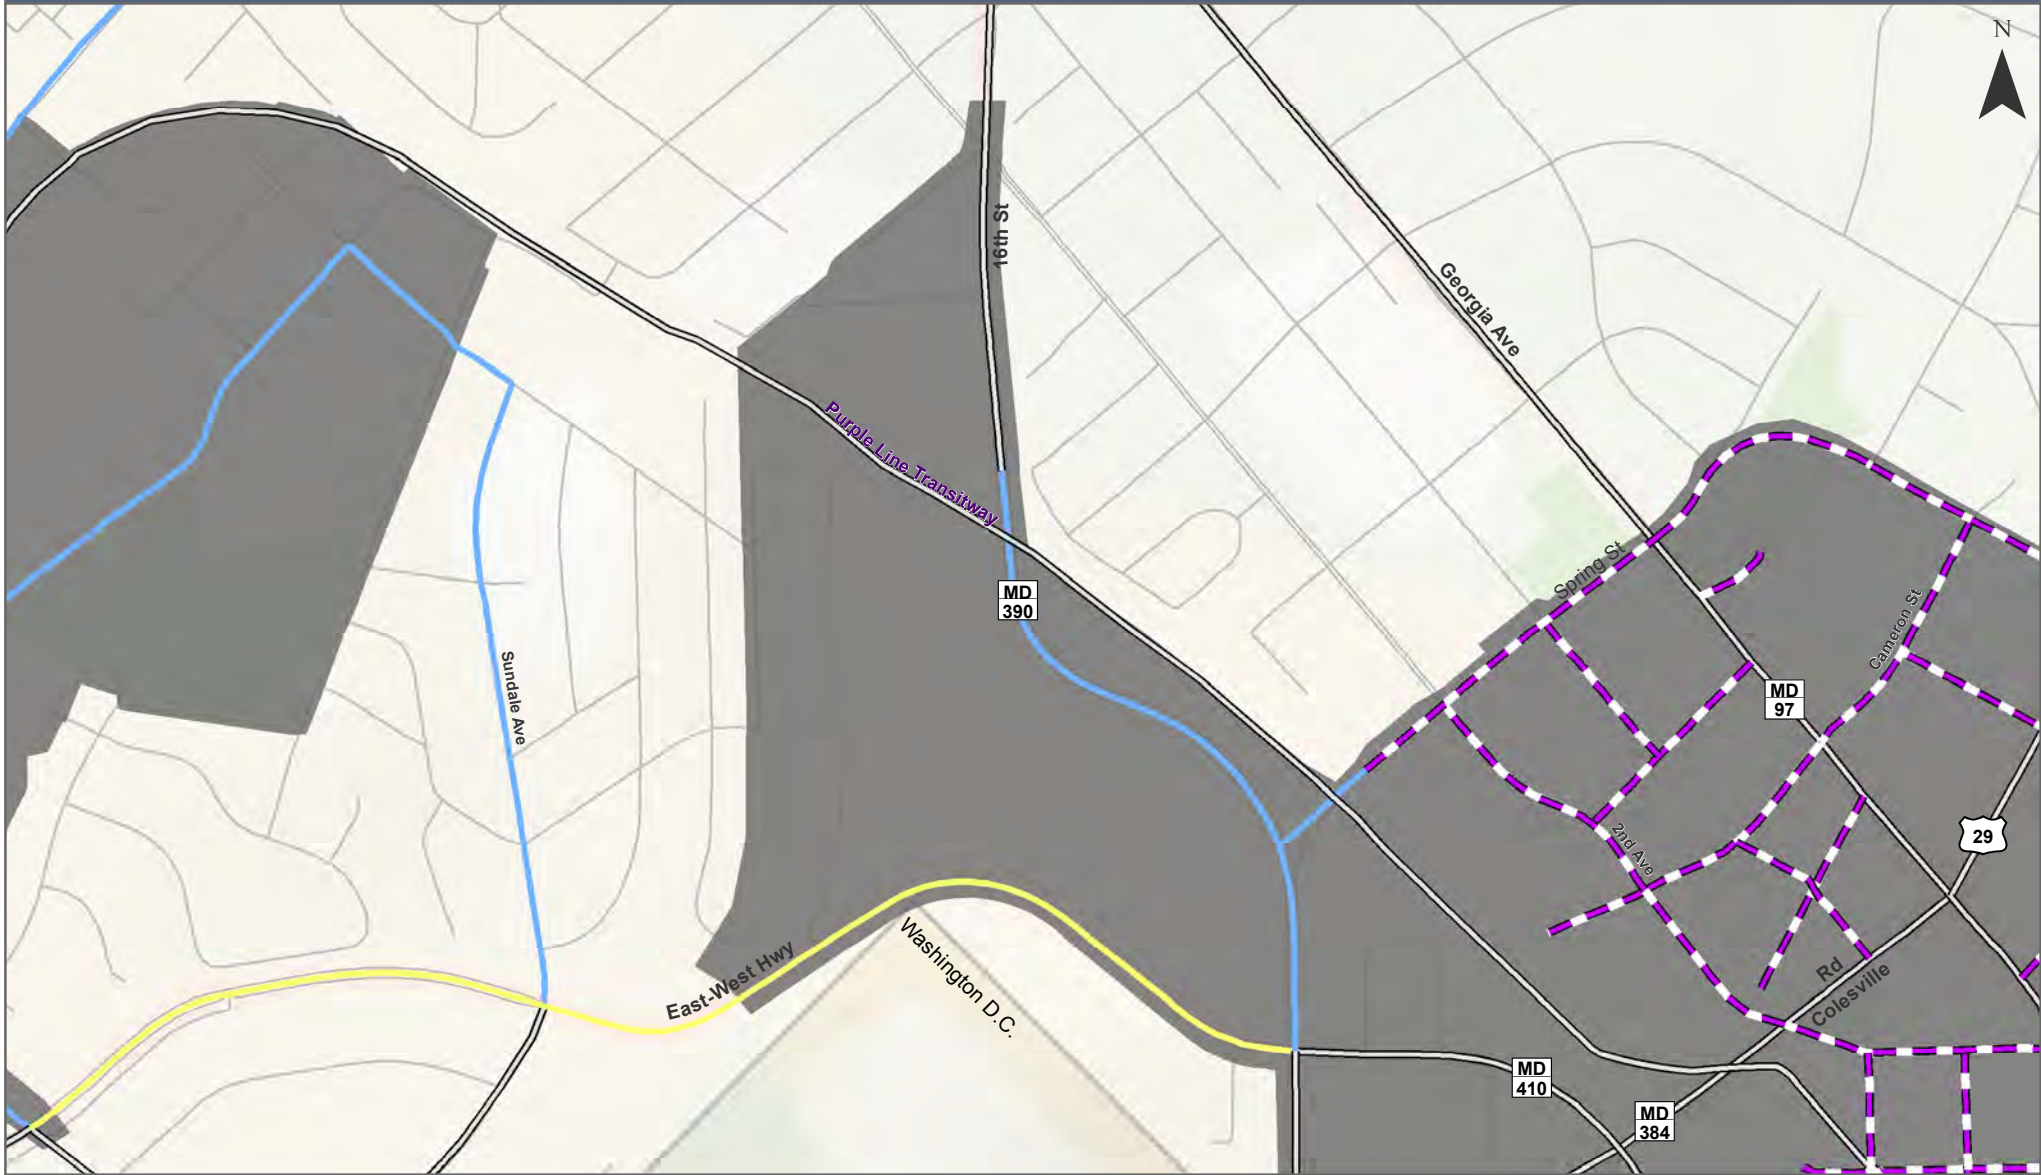 N
16th St
Georgia Ave
Purple Line Transitway
Spring St
MD
390
Cameron St
Sundale Ave
MD
97
29
2nd Ave
East-West Hwy
Washington D.C.
Rd
Colesville
MD
410
MD
384